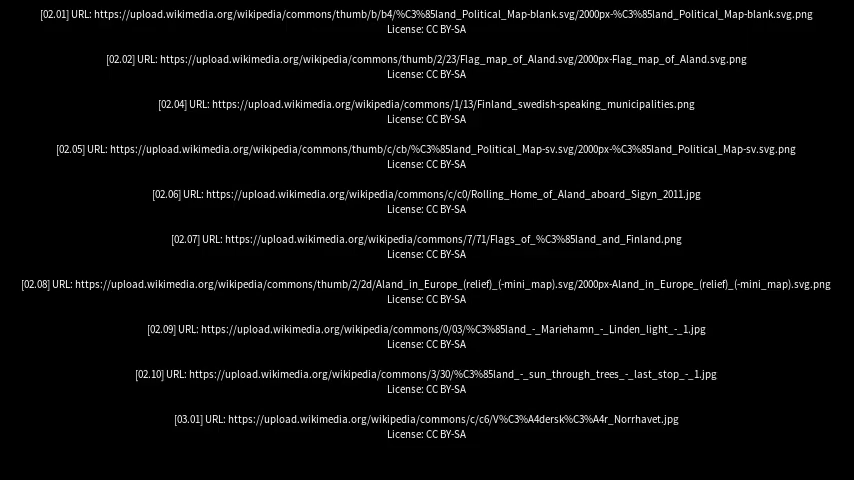 [02.01] URL: https://upload.wikimedia.org/wikipedia/commons/thumb/b/b4/%C3%85land_Political_Map-blank.svg/2000px-%C3%85land_Political_Map-blank.svg.png
License: CC BY-SA
[02.02] URL: https://upload.wikimedia.org/wikipedia/commons/thumb/2/23/Flag_map_of_Aland.svg/2000px-Flag_map_of_Aland.svg.png
License: CC BY-SA
[02.04] URL: https://upload.wikimedia.org/wikipedia/commons/1/13/Finland_swedish-speaking_municipalities.png
License: CC BY-SA
[02.05] URL: https://upload.wikimedia.org/wikipedia/commons/thumb/c/cb/%C3%85land_Political_Map-sv.svg/2000px-%C3%85land_Political_Map-sv.svg.png
License: CC BY-SA
[02.06] URL: https://upload.wikimedia.org/wikipedia/commons/c/c0/Rolling_Home_of_Aland_aboard_Sigyn_2011.jpg
License: CC BY-SA
[02.07] URL: https://upload.wikimedia.org/wikipedia/commons/7/71/Flags_of_%C3%85land_and_Finland.png
License: CC BY-SA
[02.08] URL: https://upload.wikimedia.org/wikipedia/commons/thumb/2/2d/Aland_in_Europe_(relief)_(-mini_map).svg/2000px-Aland_in_Europe_(relief)_(-mini_map).svg.png
License: CC BY-SA
[02.09] URL: https://upload.wikimedia.org/wikipedia/commons/0/03/%C3%85land_-_Mariehamn_-_Linden_light_-_1.jpg
License: CC BY-SA
[02.10] URL: https://upload.wikimedia.org/wikipedia/commons/3/30/%C3%85land_-_sun_through_trees_-_last_stop_-_1.jpg
License: CC BY-SA
[03.01] URL: https://upload.wikimedia.org/wikipedia/commons/c/c6/V%C3%A4dersk%C3%A4r_Norrhavet.jpg
License: CC BY-SA